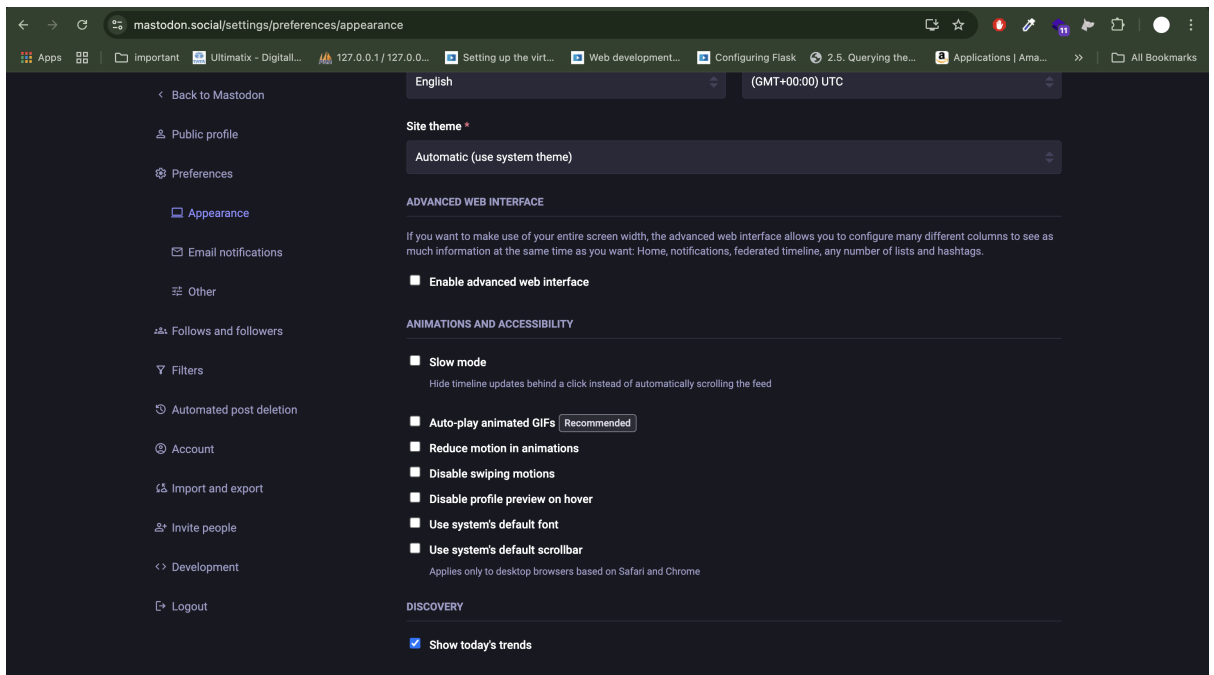 mastodon.social/settings/preferences/appearance
11
Apps
important
Ultimatix - Digitall...
127.0.0.1 / 127.0.0...
Setting up the virt...
Web development...
Configuring Flask
2.5. Querying the...
Applications | Ama...
All Bookmarks
Back to Mastodon
Public profile
Preferences
Appearance
Email notifications
Other
Follows and followers
Filters
Automated post deletion
Account
Import and export
Invite people
Development
Logout
English
(GMT+00:00) UTC
Site theme *
Automatic (use system theme)
ADVANCED WEB INTERFACE
If you want to make use of your entire screen width, the advanced web interface allows you to configure many different columns to see as
much information at the same time as you want: Home, notifications, federated timeline, any number of lists and hashtags.
Enable advanced web interface
ANIMATIONS AND ACCESSIBILITY
Slow mode
Hide timeline updates behind a click instead of automatically scrolling the feed
Auto-play animated GIFs Recommended
Reduce motion in animations
Disable swiping motions
Disable profile preview on hover
Use system's default font
Use system's default scrollbar
Applies only to desktop browsers based on Safari and Chrome
DISCOVERY
Show today's trends